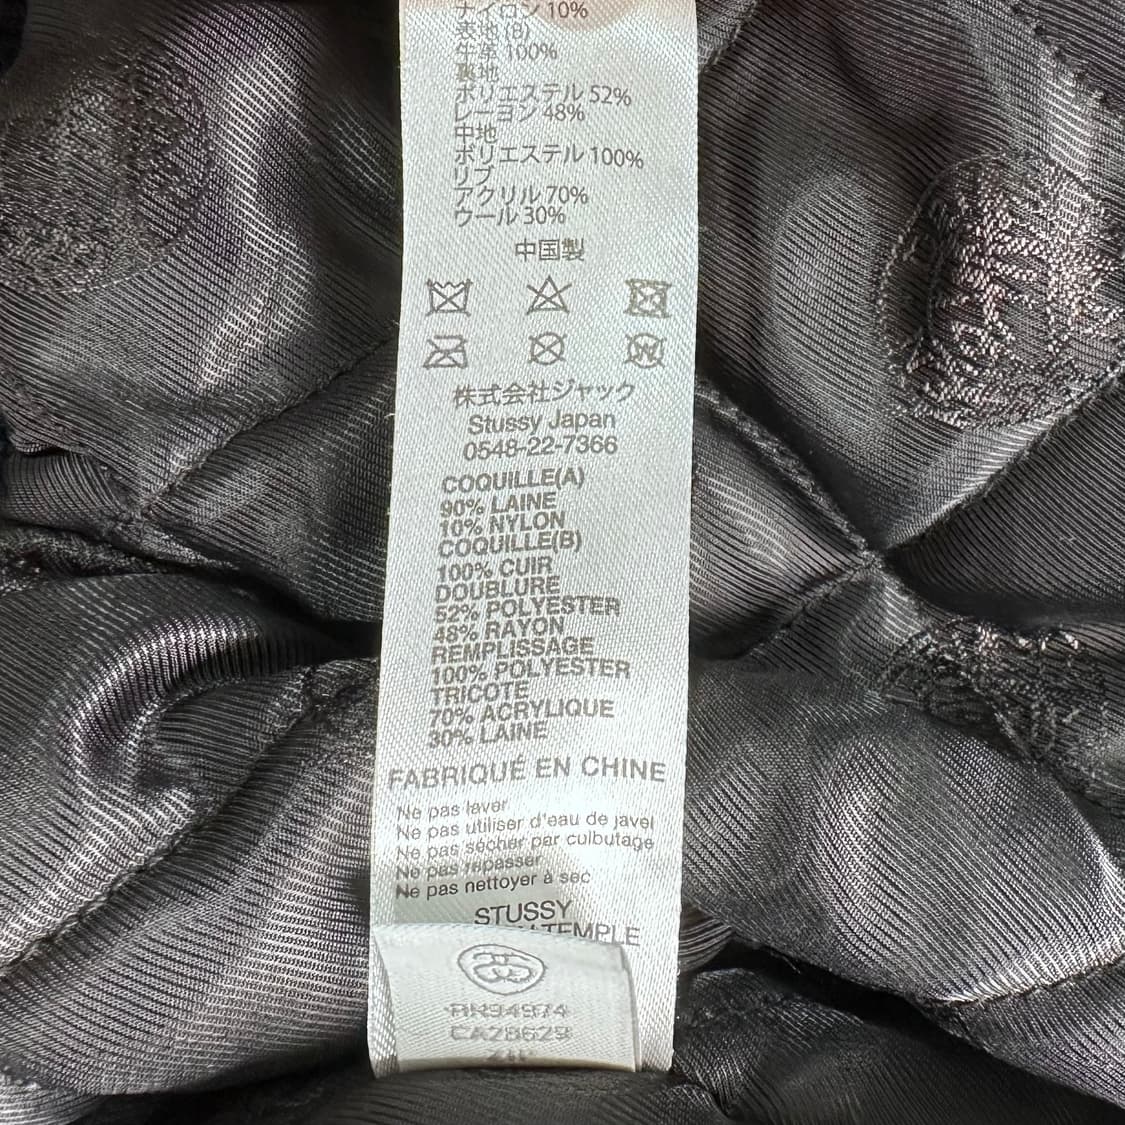 ナイロン 10%
表地 (B)
牛革 100%
裏地
ポリエステル 52%
レーヨン 48%
中地
ポリエステル 100%
リブ
アクリル 70%
ウール 30%
中国製
株式会社ジャック
Stussy Japan
0548-22-7366
COQUILLE(A)
90% LAINE
10% NYLON
COQUILLE(B)
100% CUIR
DOUBLURE
52% POLYESTER
48% RAYON
REMPLISSAGE
100% POLYESTER
TRICOTE
70% ACRYLIQUE
30% LAINE
FABRIQUÉ EN CHINE
Ne pas laver
Ne pas utiliser d'eau de javel
Ne pas sécher par culbutage
Ne pas repasser
Ne pas nettoyer à sec
STUSSY
TEMPLE
RN94974
CA28629